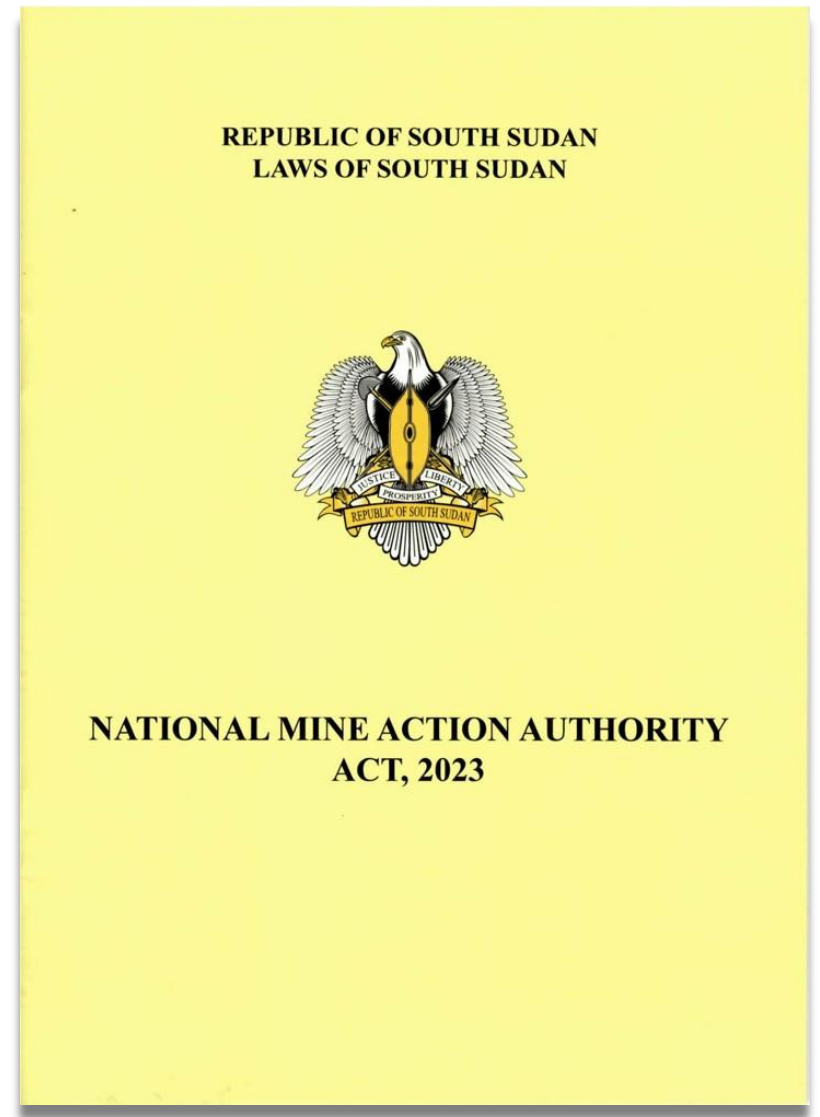 REPUBLIC OF SOUTH SUDAN
LAWS OF SOUTH SUDAN
JUSTICE
LIBERTY
PROSPERITY
REPUBLIC OF SOUTH SUDAN
NATIONAL MINE ACTION AUTHORITY
ACT, 2023